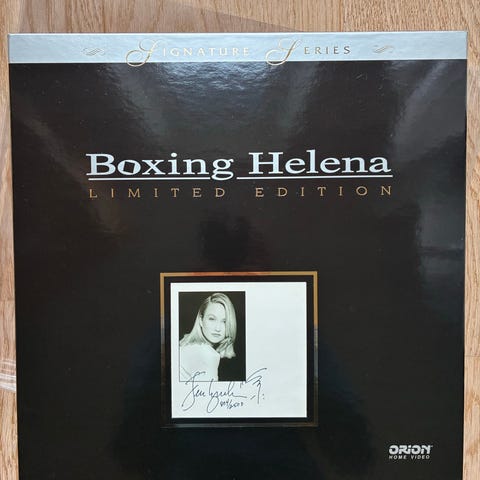 SIGNATURE SERIES
Boxing Helena
LIMITED EDITION
ORION
HOME VIDEO